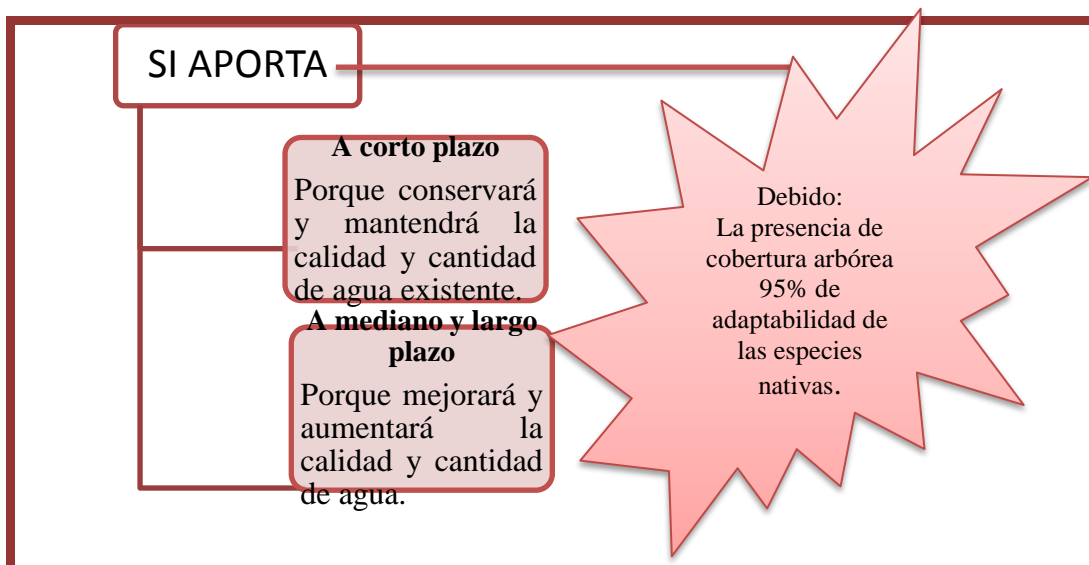 SI APORTA
A corto plazo
Porque conservará
y mantendrá la
calidad y cantidad
de agua existente.
A mediano y largo
plazo
Porque mejorará y
aumentará la
calidad y cantidad
de agua.
Debido:
La presencia de
cobertura arbórea
95% de
adaptabilidad de
las especies
nativas.